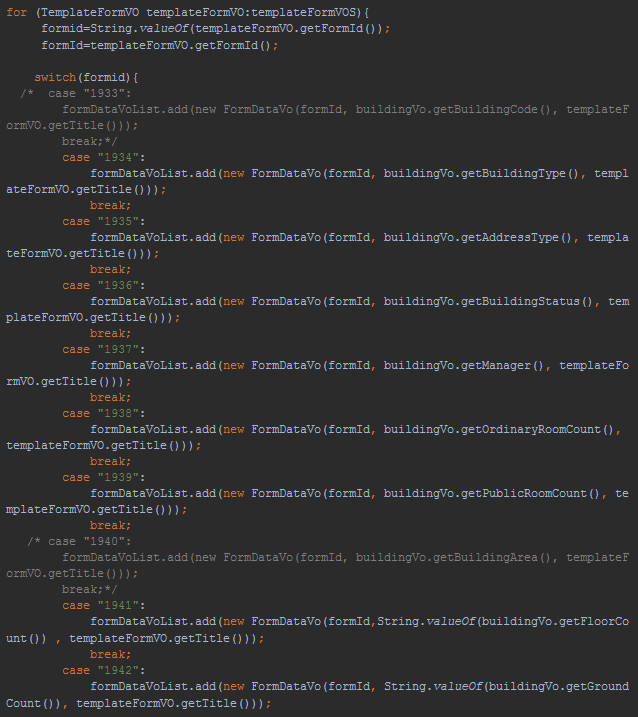 for (TemplateFormVO templateFormVO:templateFormVOS){
formid=String.valueOf(templateFormVO.getFormId());
formId=templateFormVO.getFormId();
switch(formid){
/* case "1933":
formDataVoList.add(new FormDataVo(formId, buildingVo.getBuildingCode(), templateF
ormVO.getTitle()));
break;*/
case "1934":
formDataVoList.add(new FormDataVo(formId, buildingVo.getBuildingType(), templ
ateFormVO.getTitle()));
break;
case "1935":
formDataVoList.add(new FormDataVo(formId, buildingVo.getAddressType(), templa
teFormVO.getTitle()));
break;
case "1936":
formDataVoList.add(new FormDataVo(formId, buildingVo.getBuildingStatus(), tem
plateFormVO.getTitle()));
break;
case "1937":
formDataVoList.add(new FormDataVo(formId, buildingVo.getManager(), templateFo
rmVO.getTitle()));
break;
case "1938":
formDataVoList.add(new FormDataVo(formId, buildingVo.getOrdinaryRoomCount(),
templateFormVO.getTitle()));
break;
case "1939":
formDataVoList.add(new FormDataVo(formId, buildingVo.getPublicRoomCount(), te
mplateFormVO.getTitle()));
break;
/* case "1940":
formDataVoList.add(new FormDataVo(formId, buildingVo.getBuildingArea(), templateF
ormVO.getTitle()));
break;*/
case "1941":
formDataVoList.add(new FormDataVo(formId,String.valueOf(buildingVo.getFloorCo
unt()) , templateFormVO.getTitle()));
break;
case "1942":
formDataVoList.add(new FormDataVo(formId, String.valueOf(buildingVo.getGround
Count()), templateFormVO.getTitle()));